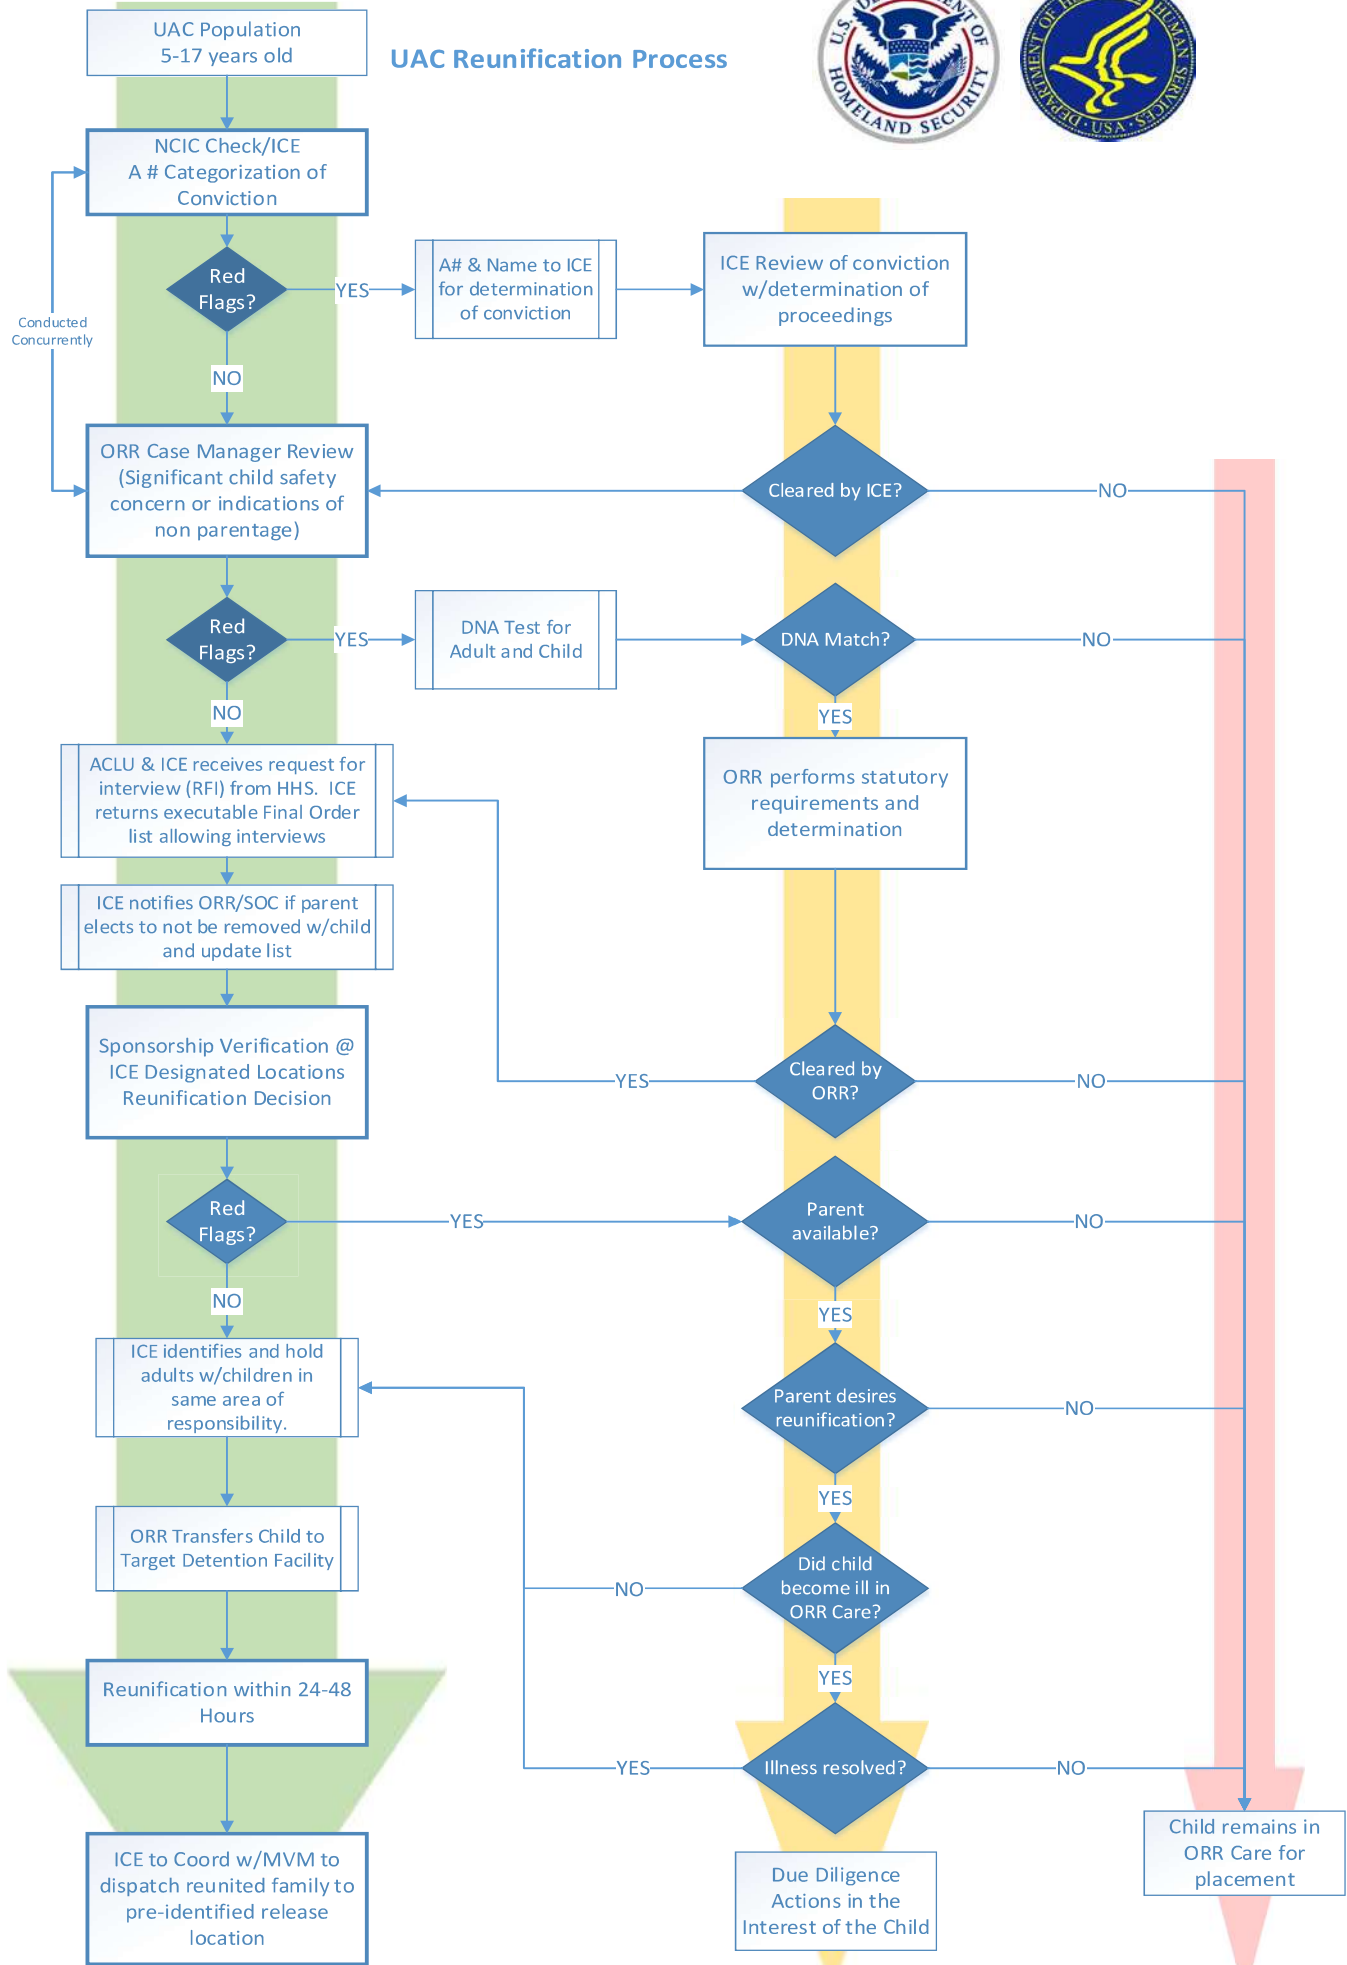 UAC Population
5-17 years old
UAC Reunification Process
U.S. DEPARTMENT OF
HOMELAND SECURITY
DEPARTMENT OF HEALTH & HUMAN SERVICES · USA
NCIC Check/ICE
A # Categorization of
Conviction
Red
Flags?
YES
A# & Name to ICE
for determination
of conviction
ICE Review of conviction
w/determination of
proceedings
Conducted
Concurrently
NO
ORR Case Manager Review
(Significant child safety
concern or indications of
non parentage)
Cleared by ICE?
NO
Red
Flags?
YES
DNA Test for
Adult and Child
DNA Match?
NO
NO
YES
ACLU & ICE receives request for
interview (RFI) from HHS.  ICE
returns executable Final Order
list allowing interviews
ORR performs statutory
requirements and
determination
ICE notifies ORR/SOC if parent
elects to not be removed w/child
and update list
Sponsorship Verification @
ICE Designated Locations
Reunification Decision
YES
Cleared by
ORR?
NO
Red
Flags?
YES
Parent
available?
NO
NO
YES
ICE identifies and hold
adults w/children in
same area of
responsibility.
Parent desires
reunification?
NO
YES
ORR Transfers Child to
Target Detention Facility
NO
Did child
become ill in
ORR Care?
YES
Reunification within 24-48
Hours
YES
Illness resolved?
NO
Child remains in
ORR Care for
placement
ICE to Coord w/MVM to
dispatch reunited family to
pre-identified release
location
Due Diligence
Actions in the
Interest of the Child